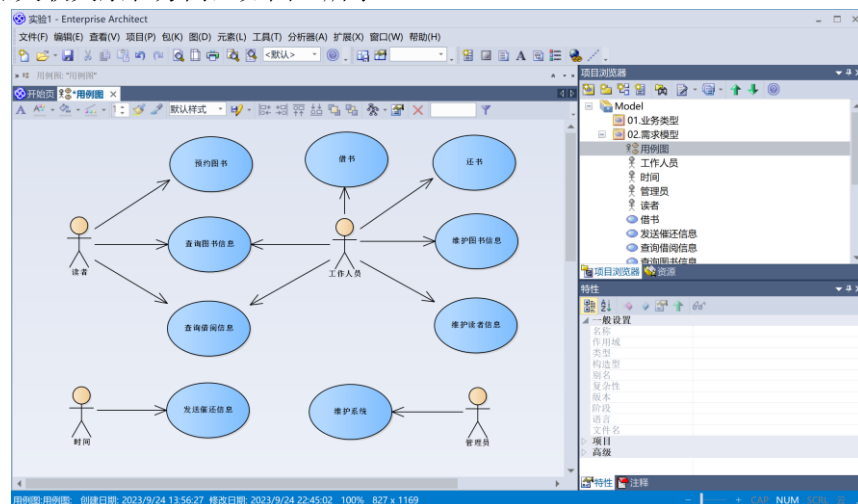 实验1 - Enterprise Architect
文件(F) 编辑(E) 查看(V) 项目(P) 包(K) 图(D) 元素(L) 工具(T) 分析器(A) 扩展(X) 窗口(W) 帮助(H)
<默认>
用例图: "用例图"
开始页 *用例图
默认样式
预约图书
借书
还书
读者
查询图书信息
工作人员
维护图书信息
查询借阅信息
维护读者信息
时间
发送催还信息
维护系统
管理员
项目浏览器
Model
01.业务类型
02.需求模型
用例图
工作人员
时间
管理员
读者
借书
发送催还信息
查询借阅信息
查询图书信息
项目浏览器 资源
特性
一般设置
名称
作用域
类型
构造型
别名
复杂性
版本
阶段
语言
文件名
项目
高级
特性 注释
用例图:用例图: 创建日期: 2023/9/24 13:56:27 修改日期: 2023/9/24 22:45:02 100% 827 x 1169
CAP NUM SCRL 云